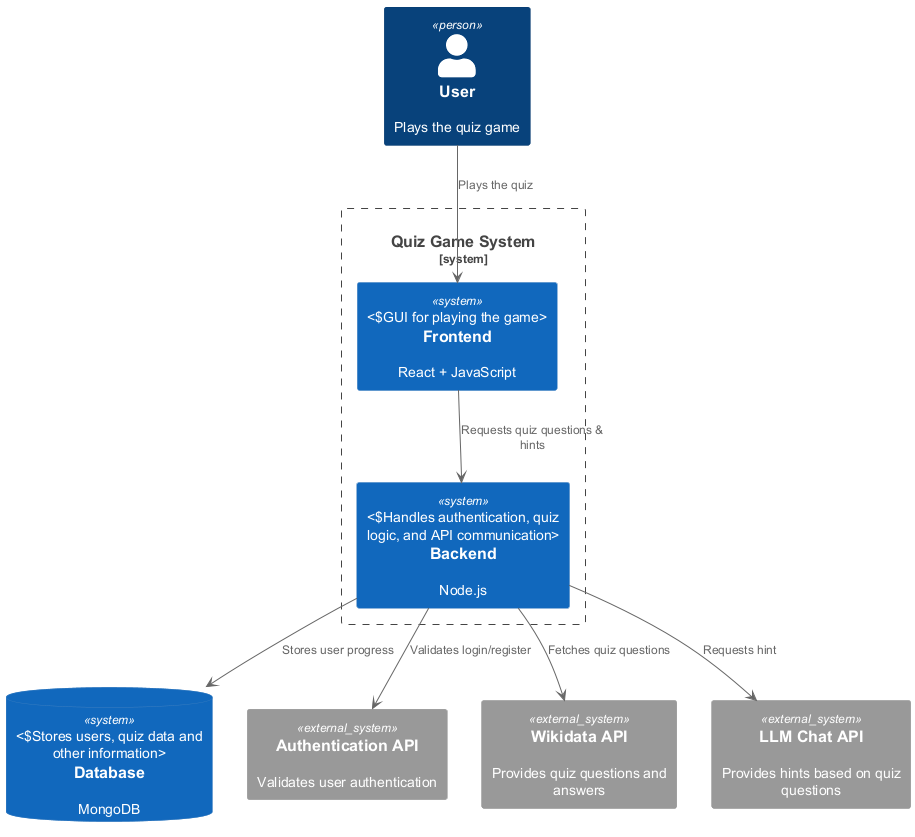 «person»
User
Plays the quiz game
Plays the quiz
Quiz Game System
[system]
«system»
<$GUI for playing the game>
Frontend
React + JavaScript
Requests quiz questions &
hints
«system»
<$Handles authentication, quiz
logic, and API communication>
Backend
Node.js
Stores user progress
Validates login/register
Fetches quiz questions
Requests hint
«system»
<$Stores users, quiz data and
other information>
Database
MongoDB
«external_system»
Authentication API
Validates user authentication
«external_system»
Wikidata API
Provides quiz questions and
answers
«external_system»
LLM Chat API
Provides hints based on quiz
questions